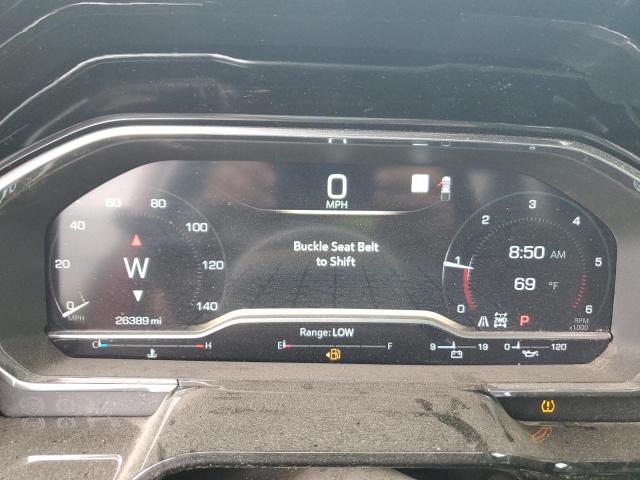 0
MPH
0 20 40 60 80 100 120 140
MPH
W
26389 mi
Buckle Seat Belt
to Shift
0 1 2 3 4 5 6
8:50 AM
69 °F
2WD P RPM
x1000
Range: LOW
C H E F 9 19 0 120